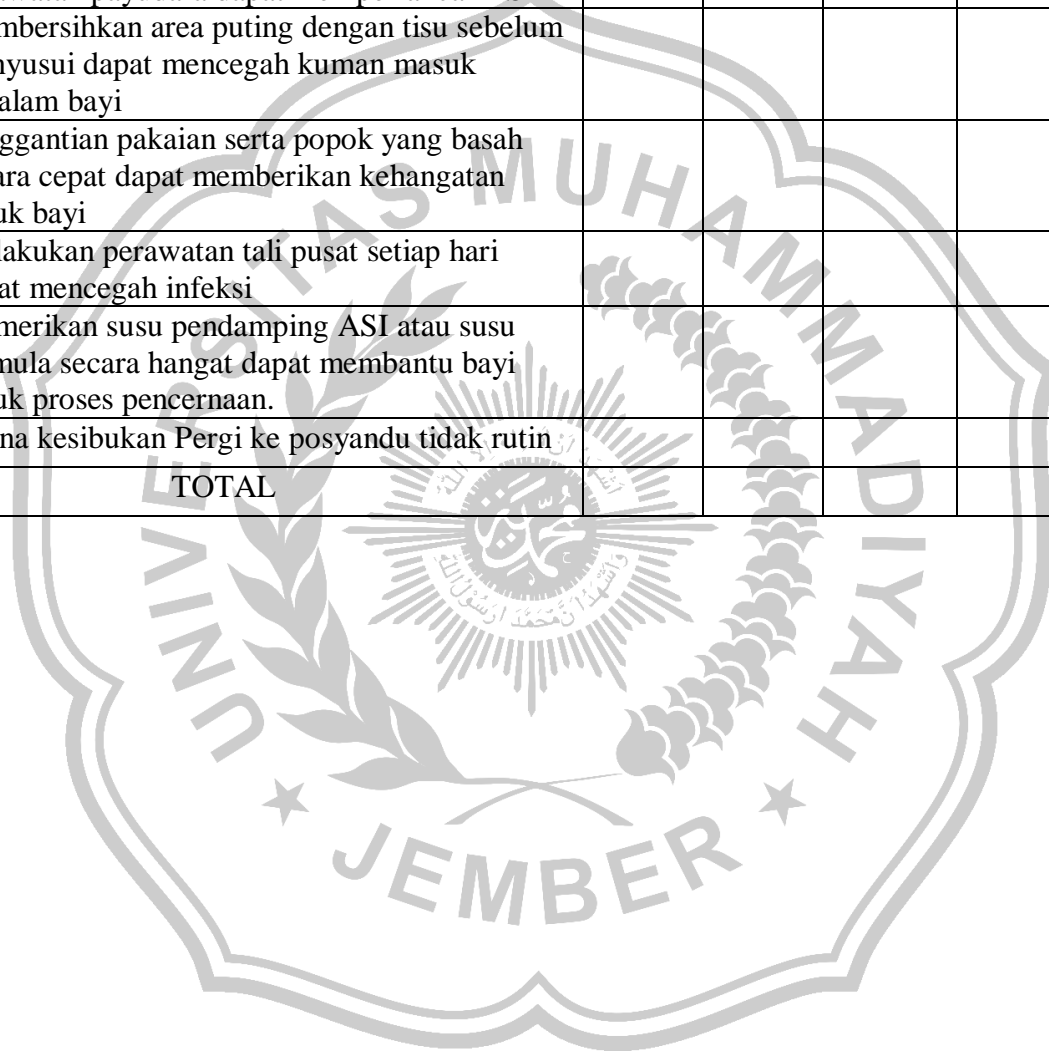 mbersihkan area puting dengan tisu sebelum
nyusui dapat mencegah kuman masuk
alam bayi
ggantian pakaian serta popok yang basah
ara cepat dapat memberikan kehangatan
uk bayi
lakukan perawatan tali pusat setiap hari
at mencegah infeksi
merikan susu pendamping ASI atau susu
mula secara hangat dapat membantu bayi
uk proses pencernaan.
na kesibukan Pergi ke posyandu tidak rutin
TOTAL
UNIVERSITAS MUHAMMADIYAH
JEMBER